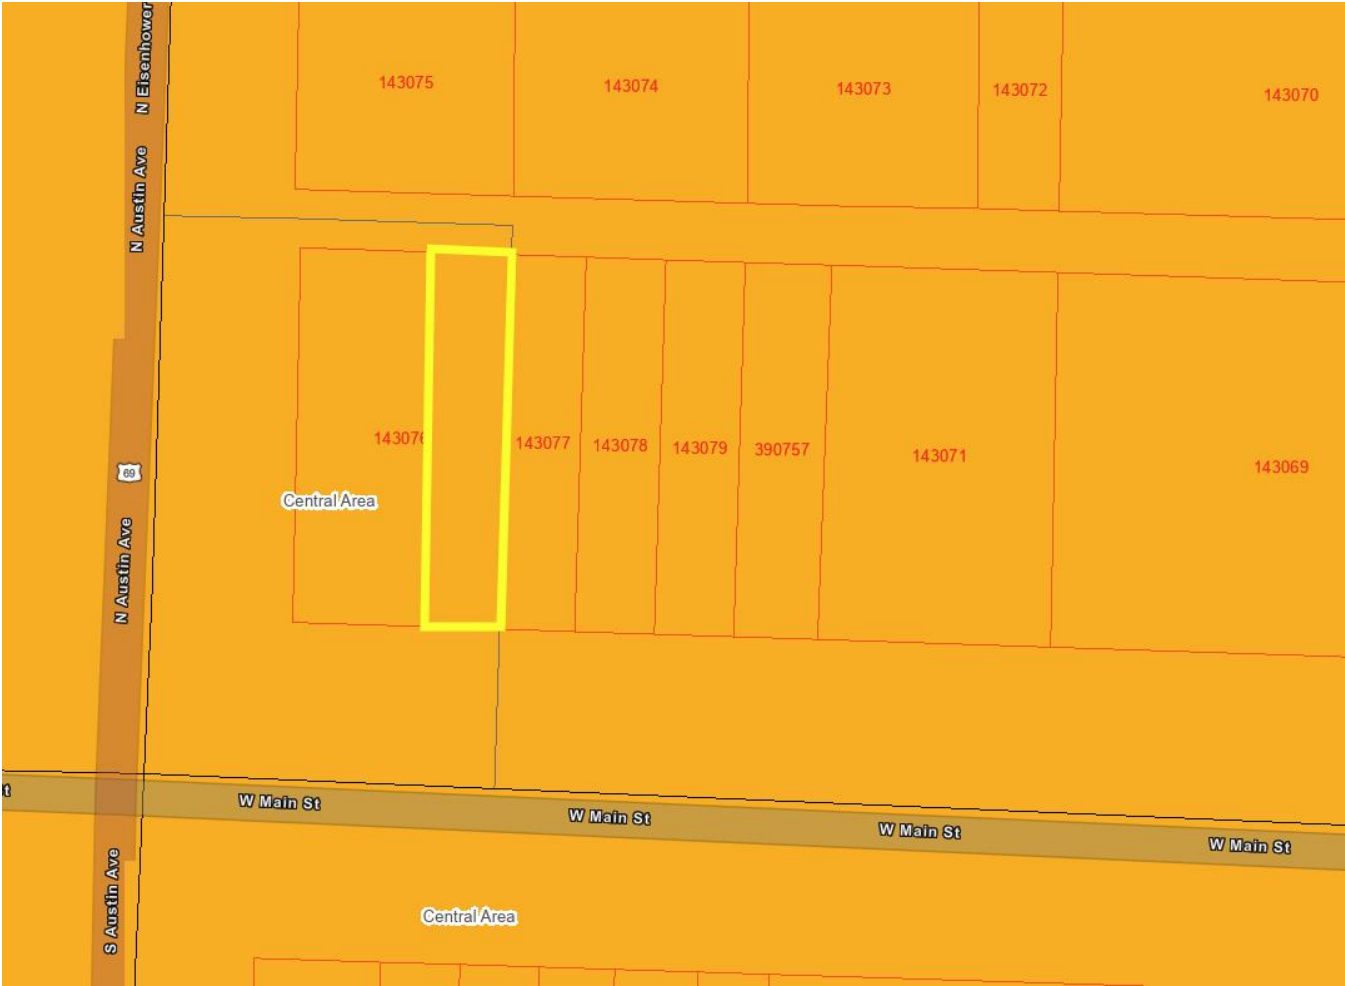 N Eisenhower
143075
143074
143073
143072
143070
N Austin Ave
143076
143077
143078
143079
390757
143071
143069
69
Central Area
N Austin Ave
W Main St
W Main St
W Main St
W Main St
S Austin Ave
Central Area